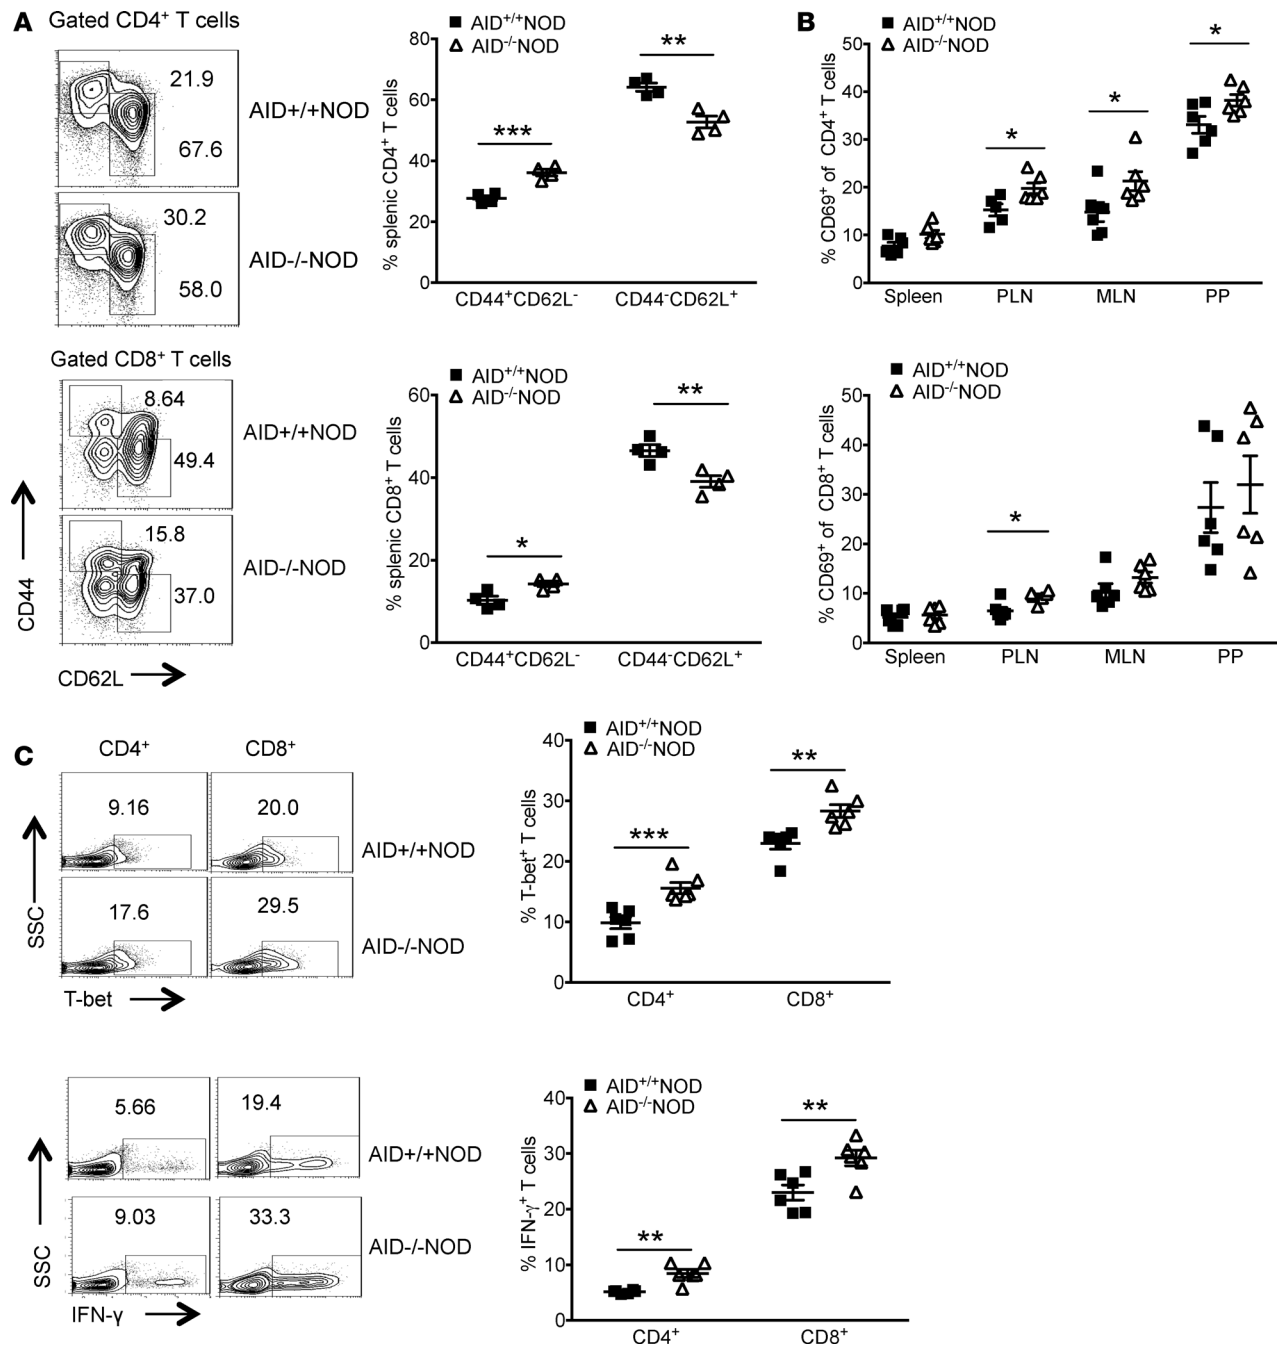 A
Gated CD4⁺ T cells
21.9
67.6
AID+/+NOD
30.2
58.0
AID-/-NOD
Gated CD8⁺ T cells
8.64
49.4
AID+/+NOD
15.8
37.0
AID-/-NOD
CD44
CD62L
AID⁺/⁺NOD
AID⁻/⁻NOD
% splenic CD4⁺ T cells
80
60
40
20
0
***
**
CD44⁺CD62L⁻
CD44⁻CD62L⁺
AID⁺/⁺NOD
AID⁻/⁻NOD
% splenic CD8⁺ T cells
60
40
20
0
*
**
CD44⁺CD62L⁻
CD44⁻CD62L⁺
B
AID⁺/⁺NOD
AID⁻/⁻NOD
% CD69⁺ of CD4⁺ T cells
50
40
30
20
10
0
*
*
*
Spleen
PLN
MLN
PP
AID⁺/⁺NOD
AID⁻/⁻NOD
% CD69⁺ of CD8⁺ T cells
50
40
30
20
10
0
*
Spleen
PLN
MLN
PP
C
CD4⁺
CD8⁺
9.16
20.0
AID+/+NOD
17.6
29.5
AID-/-NOD
SSC
T-bet
AID⁺/⁺NOD
AID⁻/⁻NOD
% T-bet⁺ T cells
40
30
20
10
0
***
**
CD4⁺
CD8⁺
5.66
19.4
AID+/+NOD
9.03
33.3
AID-/-NOD
SSC
SSC
IFN-γ
AID⁺/⁺NOD
AID⁻/⁻NOD
% IFN-γ⁺ T cells
40
30
20
10
0
**
**
CD4⁺
CD8⁺